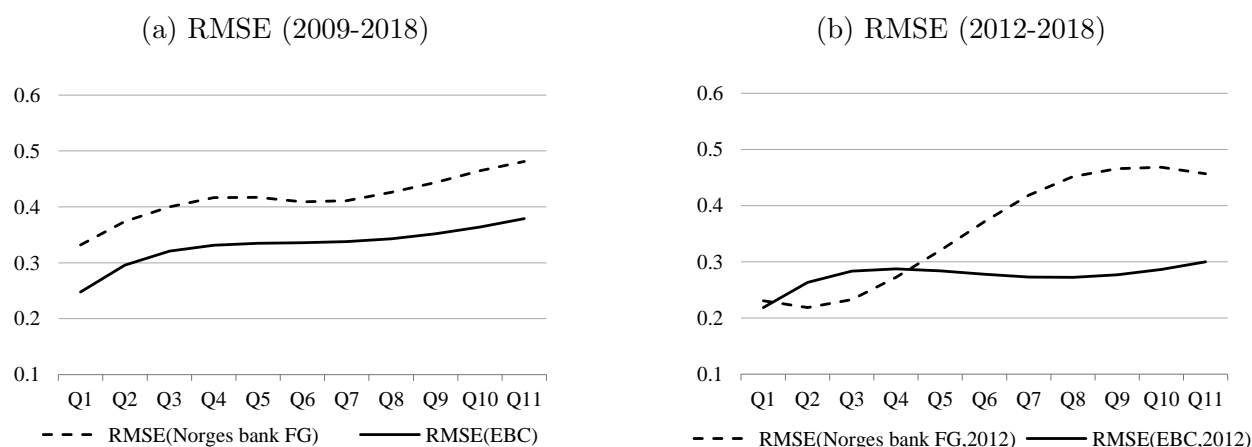 (a) RMSE (2009-2018)
0.6
0.5
0.4
0.3
0.2
0.1
Q1 Q2 Q3 Q4 Q5 Q6 Q7 Q8 Q9 Q10 Q11
RMSE(Norges bank FG) RMSE(EBC)
(b) RMSE (2012-2018)
0.6
0.5
0.4
0.3
0.2
0.1
Q1 Q2 Q3 Q4 Q5 Q6 Q7 Q8 Q9 Q10 Q11
RMSE(Norges bank FG,2012) RMSE(EBC,2012)